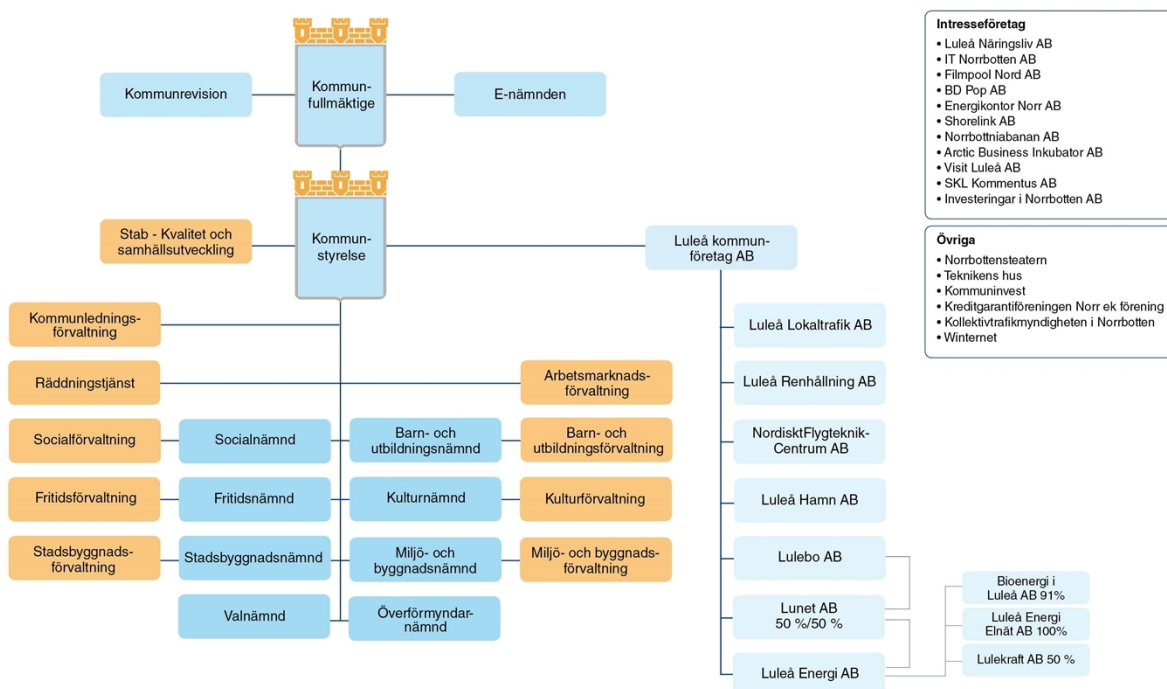 Kommunrevision
Kommun-
fullmäktige
E-nämnden
Stab - Kvalitet och
samhällsutveckling
Kommun-
styrelse
Luleå kommun-
företag AB
Kommunlednings-
förvaltning
Räddningstjänst
Arbetsmarknads-
förvaltning
Socialförvaltning
Socialnämnd
Barn- och
utbildningsnämnd
Barn- och
utbildningsförvaltning
Fritidsförvaltning
Fritidsnämnd
Kulturnämnd
Kulturförvaltning
Stadsbyggnads-
förvaltning
Stadsbyggnadsnämnd
Miljö- och
byggnadsnämnd
Miljö- och byggnads-
förvaltning
Valnämnd
Överförmyndar-
nämnd
Luleå Lokaltrafik AB
Luleå Renhållning AB
NordisktFlygteknik-
Centrum AB
Luleå Hamn AB
Lulebo AB
Lunet AB
50 %/50 %
Luleå Energi AB
Bioenergi i
Luleå AB 91%
Luleå Energi
Elnät AB 100%
Lulekraft AB 50 %
Intresseföretag
• Luleå Näringsliv AB
• IT Norrbotten AB
• Filmpool Nord AB
• BD Pop AB
• Energikontor Norr AB
• Shorelink AB
• Norrbottniabanan AB
• Arctic Business Inkubator AB
• Visit Luleå AB
• SKL Kommentus AB
• Investeringar i Norrbotten AB
Övriga
• Norrbottensteatern
• Teknikens hus
• Kommuninvest
• Kreditgarantiföreningen Norr ek förening
• Kollektivtrafikmyndigheten i Norrbotten
• Winternet